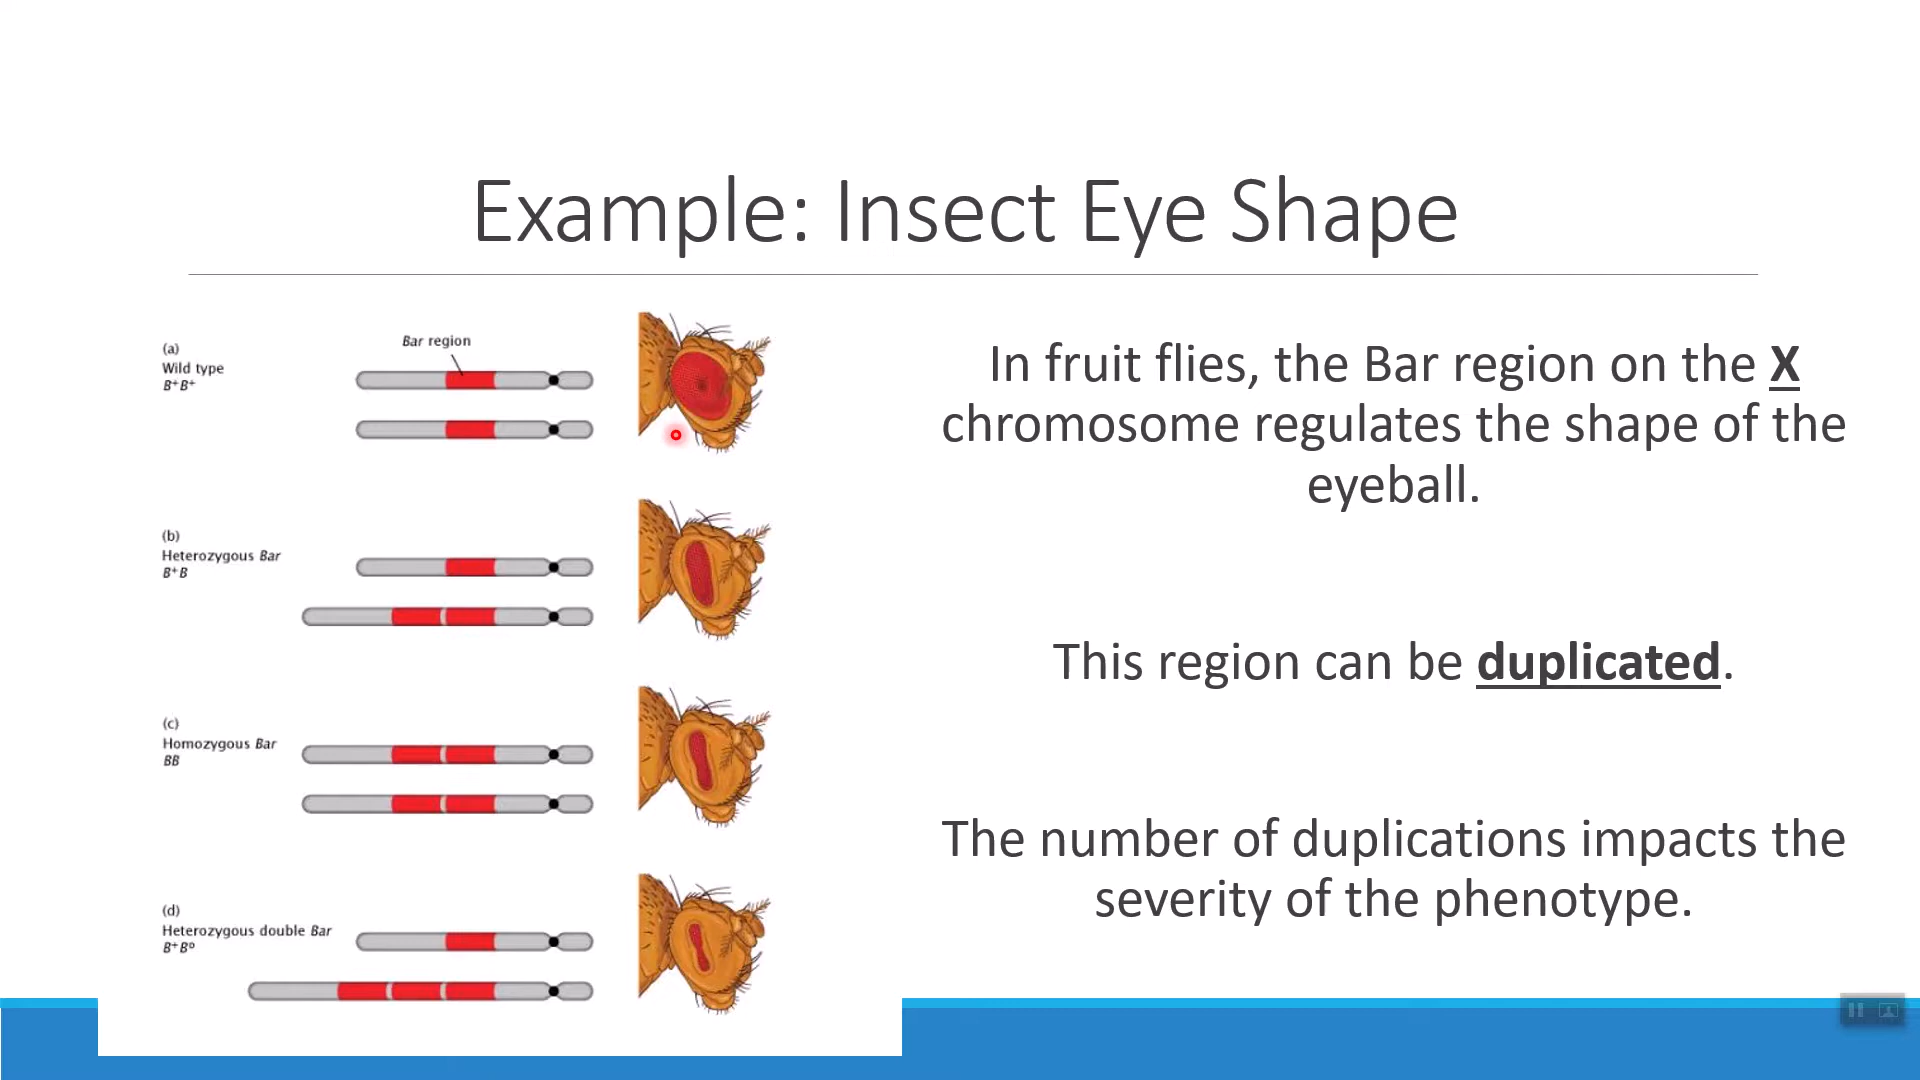 Example: Insect Eye Shape
(a)
Wild type
B⁺B⁺
Bar region
(b)
Heterozygous Bar
B⁺B
(c)
Homozygous Bar
BB
(d)
Heterozygous double Bar
B⁺Bᴰ
In fruit flies, the Bar region on the X
chromosome regulates the shape of the
eyeball.
This region can be duplicated.
The number of duplications impacts the
severity of the phenotype.